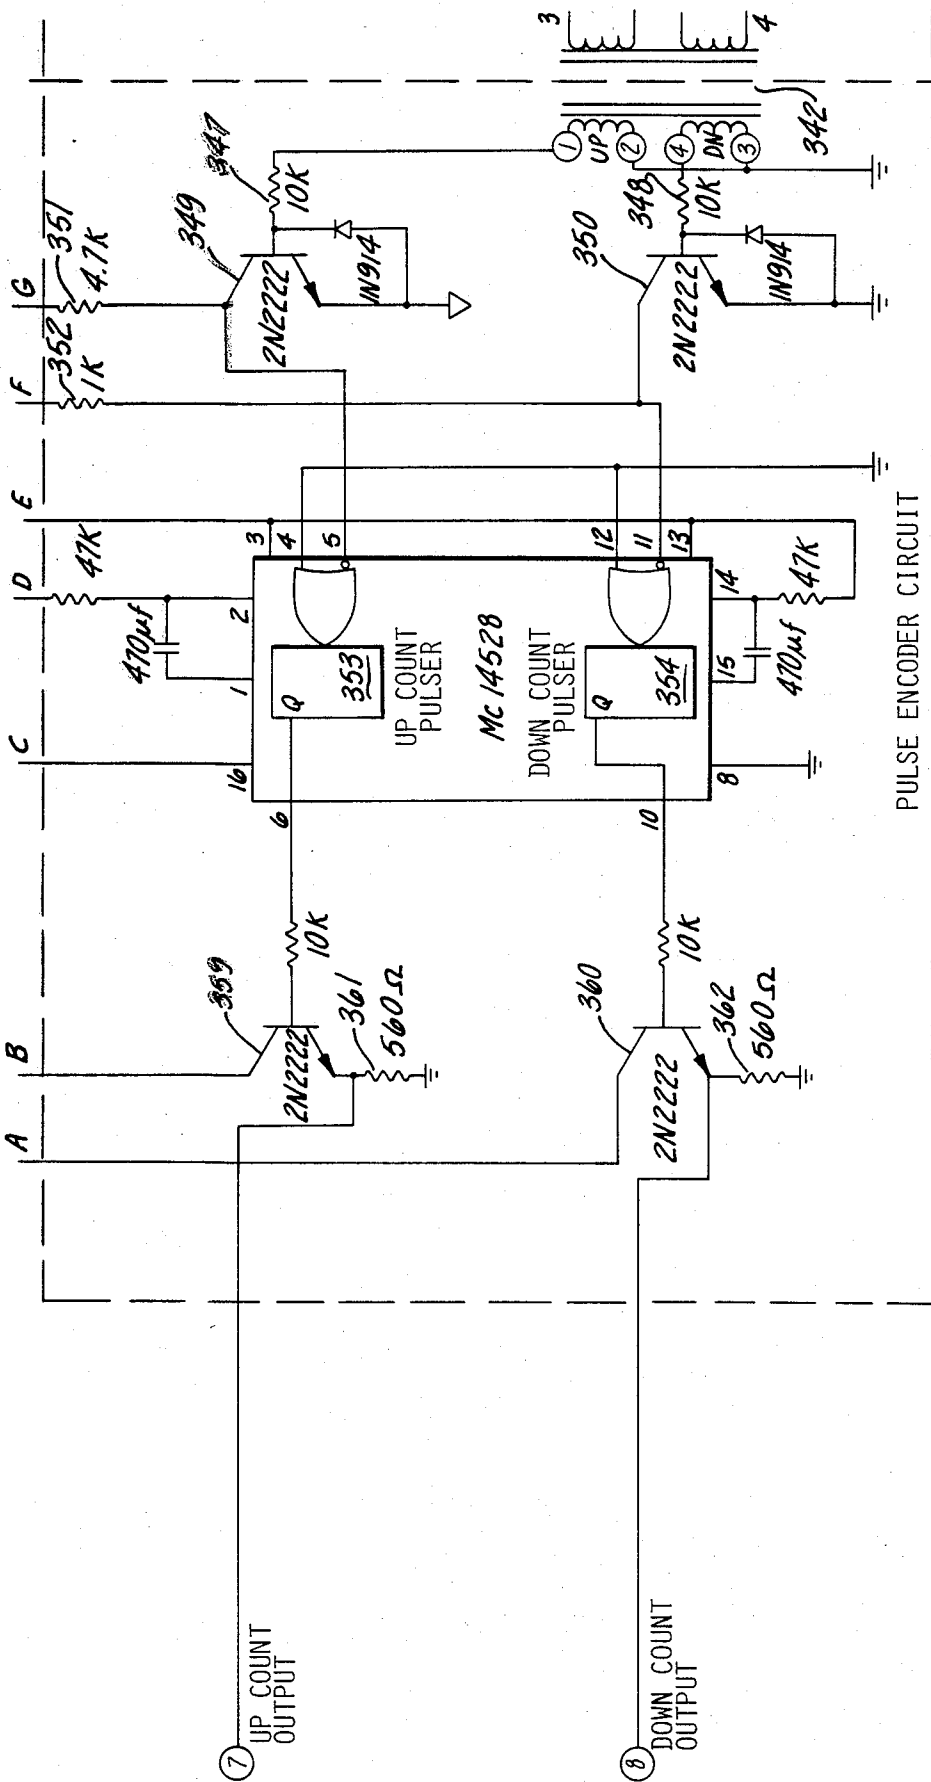 A
B
C
D
E
F
G
3
4
342
347
10K
1
UP
2
4
DN
3
348
10K
351
4.7K
349
2N2222
1N914
350
2N2222
1N914
352
1K
47K
470µf
3
4
5
12
11
13
2
1
16
14
15
8
47K
470µf
Q
353
UP COUNT
PULSER
MC 14528
DOWN COUNT
PULSER
Q
354
6
10
10K
10K
359
2N2222
361
560Ω
360
2N2222
362
560Ω
7
UP COUNT
OUTPUT
8
DOWN COUNT
OUTPUT
PULSE ENCODER CIRCUIT